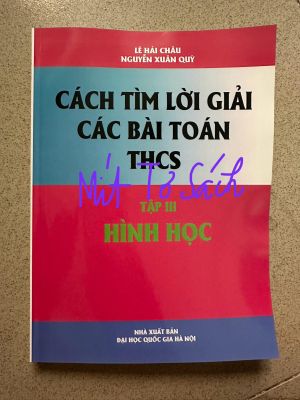 LÊ HẢI CHÂU
NGUYỄN XUÂN QUỲ
CÁCH TÌM LỜI GIẢI
CÁC BÀI TOÁN
THCS
Mít Tờ Sách
TẬP III
HÌNH HỌC
NHÀ XUẤT BẢN
ĐẠI HỌC QUỐC GIA HÀ NỘI